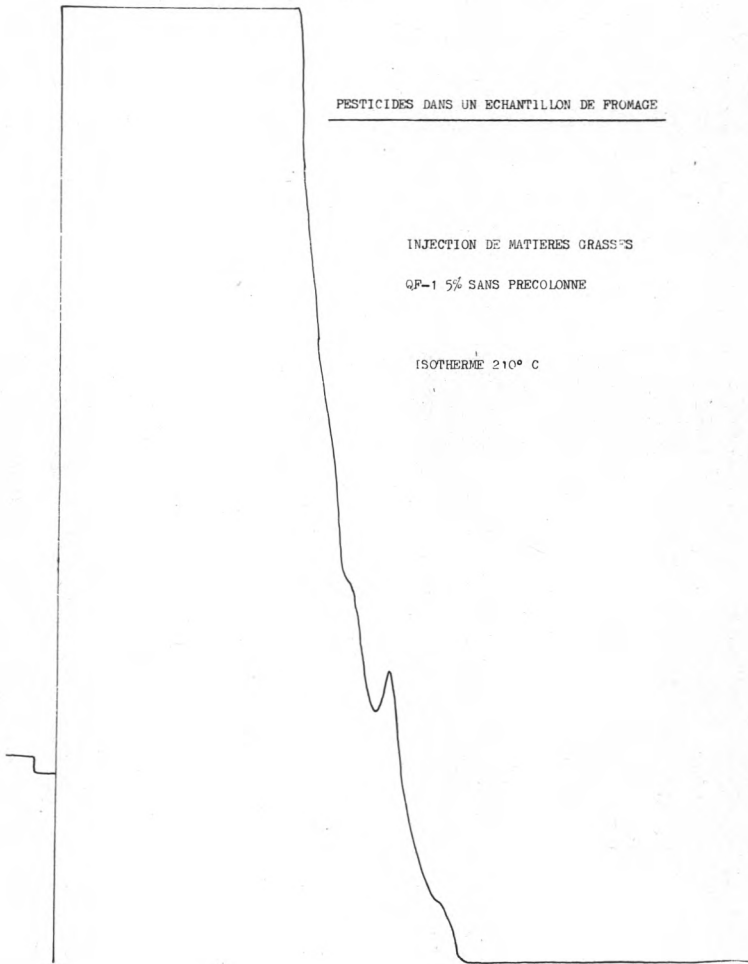 PESTICIDES DANS UN ECHANTILLON DE FROMAGE
INJECTION DE MATIERES GRASSES
QF-1 5% SANS PRECOLONNE
ISOTHERME 210° C